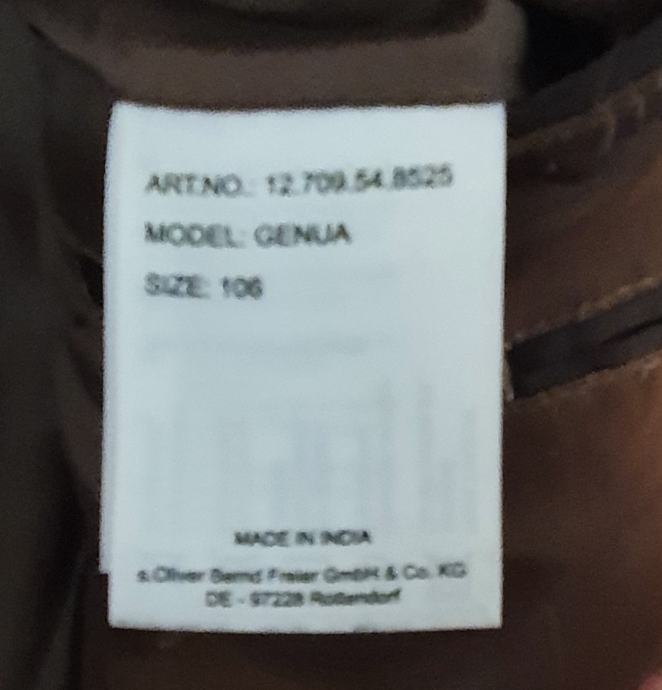 ART.NO.: 12.709.54.8525
MODEL: GENUA
SIZE: 106
MADE IN INDIA
s.Oliver Bernd Freier GmbH & Co. KG
DE - 97228 Rottendorf